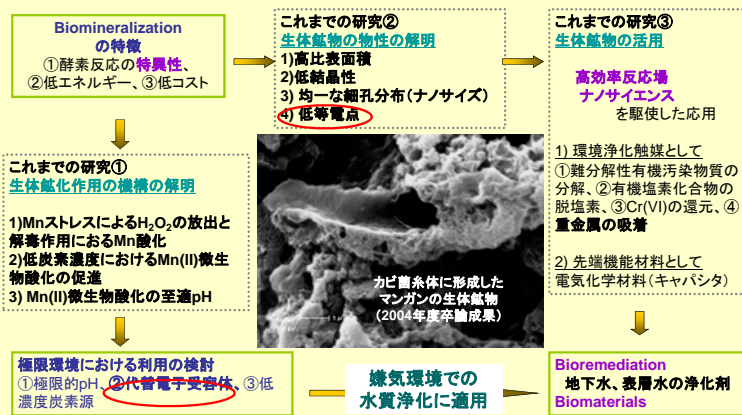 Biomineralization
の特徴
①酵素反応の特異性、
②低エネルギー、③低コスト
これまでの研究②
生体鉱物の物性の解明
1)高比表面積
2)低結晶性
3) 均一な細孔分布(ナノサイズ)
4) 低等電点
これまでの研究③
生体鉱物の活用
高効率反応場
ナノサイエンス
を駆使した応用
1) 環境浄化触媒として
①難分解性有機汚染物質の
分解、②有機塩素化合物の
脱塩素、③Cr(VI)の還元、④
重金属の吸着
2) 先端機能材料として
電気化学材料(キャパシタ)
これまでの研究①
生体鉱化作用の機構の解明
1)MnストレスによるH₂O₂の放出と
解毒作用におるMn酸化
2)低炭素濃度におけるMn(II)微生
物酸化の促進
3) Mn(II)微生物酸化の至適pH
カビ菌糸体に形成した
マンガンの生体鉱物
(2004年度卒論成果)
極限環境における利用の検討
①極限的pH、②代替電子受容体、③低
濃度炭素源
嫌気環境での
水質浄化に適用
Bioremediation
地下水、表層水の浄化剤
Biomaterials